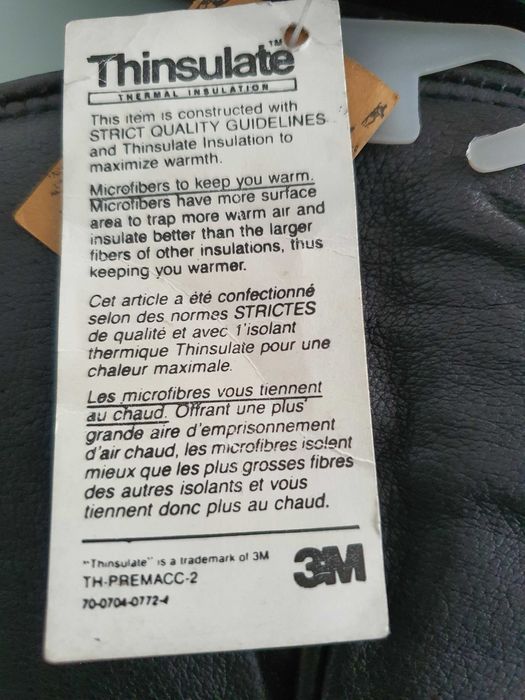 Thinsulate™
THERMAL INSULATION
This item is constructed with
STRICT QUALITY GUIDELINES
and Thinsulate Insulation to
maximize warmth.
Microfibers to keep you warm.
Microfibers have more surface
area to trap more warm air and
insulate better than the larger
fibers of other insulations, thus
keeping you warmer.
Cet article a été confectionné
selon des normes STRICTES
de qualité et avec l'isolant
thermique Thinsulate pour une
chaleur maximale.
Les microfibres vous tiennent
au chaud. Offrant une plus
grande aire d'emprisonnement
d'air chaud, les microfibres isolent
mieux que les plus grosses fibres
des autres isolants et vous
tiennent donc plus au chaud.
"Thinsulate" is a trademark of 3M
TH-PREMACC-2
70-0704-0772-4
3M